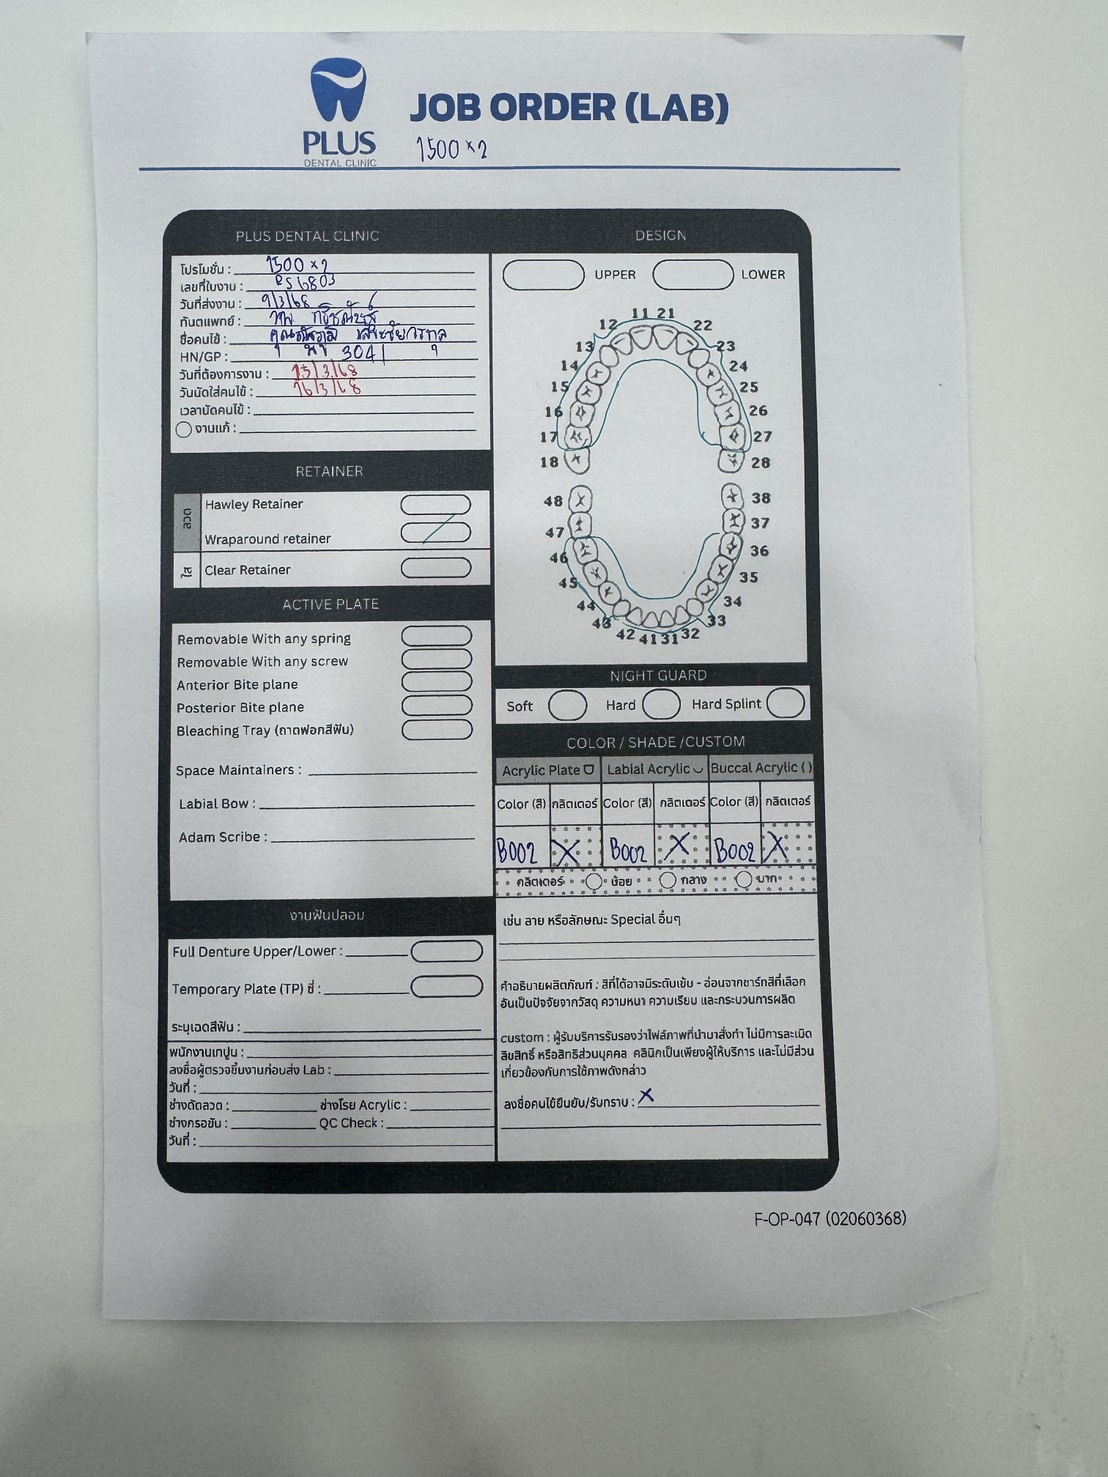 PLUS
DENTAL CLINIC
JOB ORDER (LAB)
1500 x 2
PLUS DENTAL CLINIC
โปรโมชั่น : 1500 x 2
เลขที่ใบงาน :
วันที่ส่งงาน : 9/3/68
ทันตแพทย์ :
ชื่อคนไข้ :
HN/GP : 3041
วันที่ต้องการงาน : 15/3/68
วันนัดใส่คนไข้ : 16/3/68
เวลานัดคนไข้ :
งานแก้ :
RETAINER
ลวด
Hawley Retainer
Wraparound retainer
ใส
Clear Retainer
ACTIVE PLATE
Removable With any spring
Removable With any screw
Anterior Bite plane
Posterior Bite plane
Bleaching Tray (ถาดฟอกสีฟัน)
Space Maintainers :
Labial Bow :
Adam Scribe :
งานฟันปลอม
Full Denture Upper/Lower :
Temporary Plate (TP) ซี่ :
ระบุเฉดสีฟัน :
พนักงานเทปูน :
ลงชื่อผู้ตรวจชิ้นงานก่อนส่ง Lab :
วันที่ :
ช่างดัดลวด : ช่างโรย Acrylic :
ช่างกรอขัน : QC Check :
วันที่ :
DESIGN
UPPER LOWER
11 21
12 22
13 23
14 24
15 25
16 26
17 27
18 28
48 38
47 37
46 36
45 35
44 34
43 33
42 41 31 32
NIGHT GUARD
Soft Hard Hard Splint
COLOR / SHADE /CUSTOM
Acrylic Plate Labial Acrylic Buccal Acrylic ( )
Color (สี) กลิตเตอร์ Color (สี) กลิตเตอร์ Color (สี) กลิตเตอร์
B002 X B002 X B002 X
กลิตเตอร์ น้อย กลาง มาก
เช่น ลาย หรือลักษณะ Special อื่นๆ
คำอธิบายผลิตภัณฑ์ : สีที่ได้อาจมีระดับเข้ม - อ่อนจากชาร์ทสีที่เลือก
อันเป็นปัจจัยจากวัสดุ ความหนา ความเรียบ และกระบวนการผลิต
custom : ผู้รับบริการรับรองว่าไฟล์ภาพที่นำมาสั่งทำ ไม่มีการละเมิด
ลิขสิทธิ์ หรือสิทธิส่วนบุคคล คลินิกเป็นเพียงผู้ให้บริการ และไม่มีส่วน
เกี่ยวข้องกับการใช้ภาพดังกล่าว
ลงชื่อคนไข้ยืนยัน/รับทราบ : X
F-OP-047 (02060368)